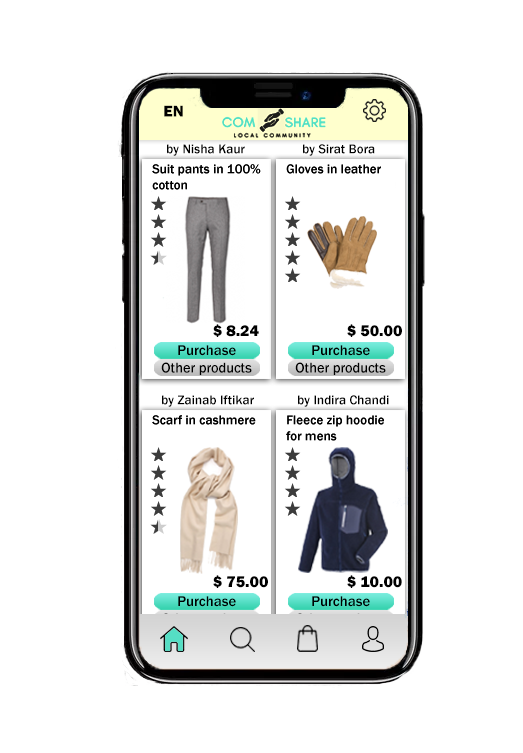 EN
COM SHARE
LOCAL COMMUNITY
by Nisha Kaur
Suit pants in 100%
cotton
$ 8.24
Purchase
Other products
by Sirat Bora
Gloves in leather
$ 50.00
Purchase
Other products
by Zainab Iftikar
Scarf in cashmere
$ 75.00
Purchase
by Indira Chandi
Fleece zip hoodie
for mens
$ 10.00
Purchase